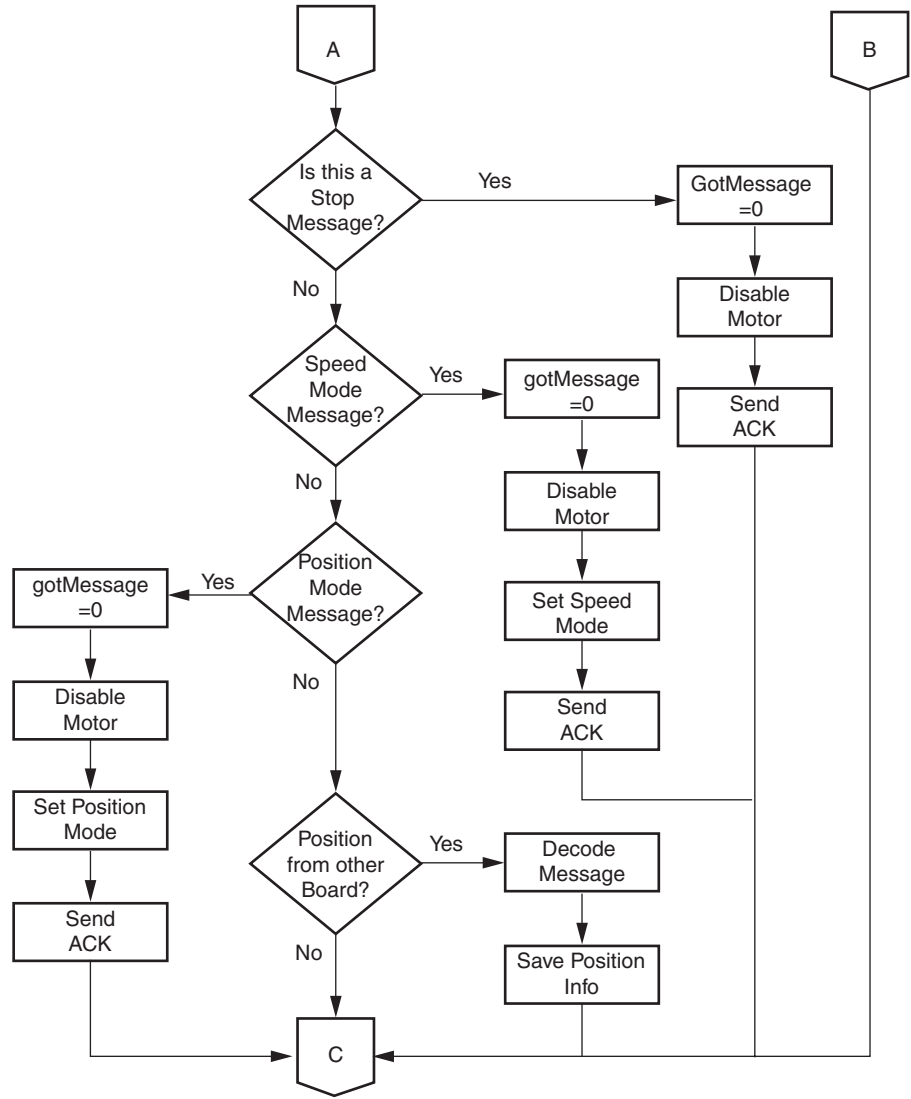 A
B
Is this a
Stop
Message?
Yes
GotMessage
=0
No
Disable
Motor
Send
ACK
Speed
Mode
Message?
Yes
gotMessage
=0
No
Disable
Motor
Set Speed
Mode
Send
ACK
Position
Mode
Message?
Yes
gotMessage
=0
No
Disable
Motor
Set Position
Mode
Send
ACK
Position
from other
Board?
Yes
Decode
Message
Save Position
Info
No
C